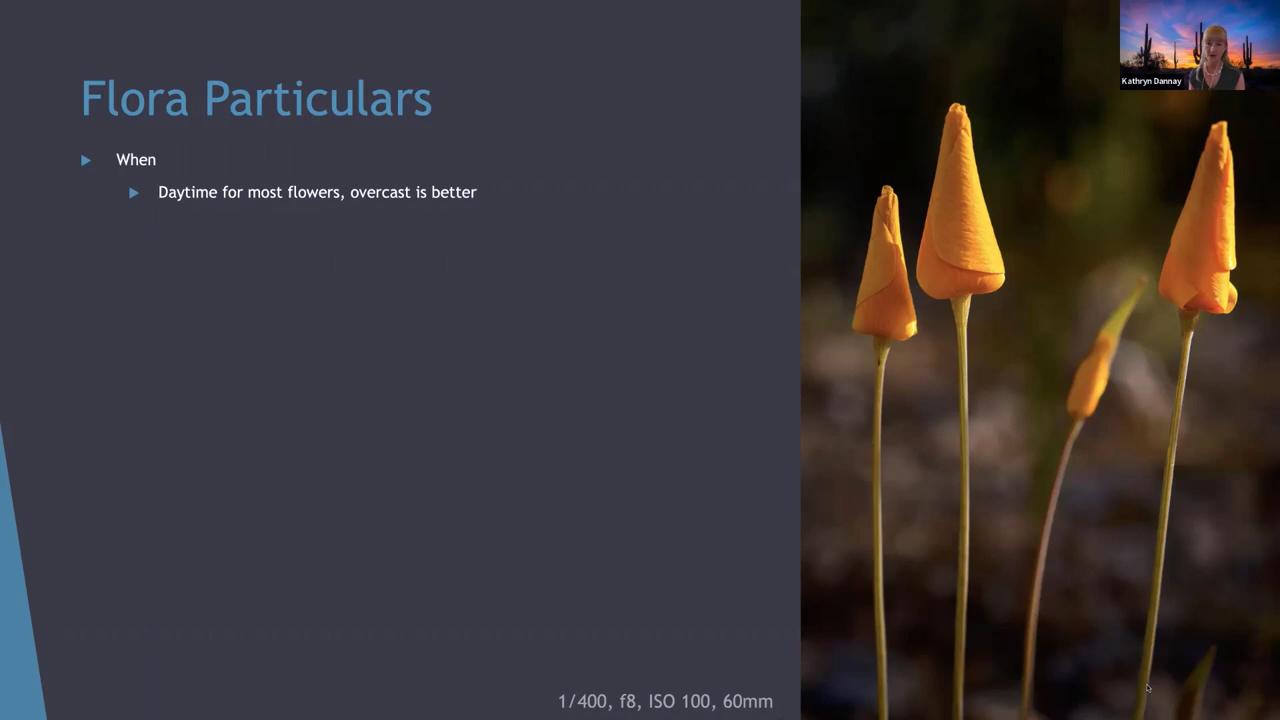 Flora Particulars
When
Daytime for most flowers, overcast is better
1/400, f8, ISO 100, 60mm
Kathryn Dannay